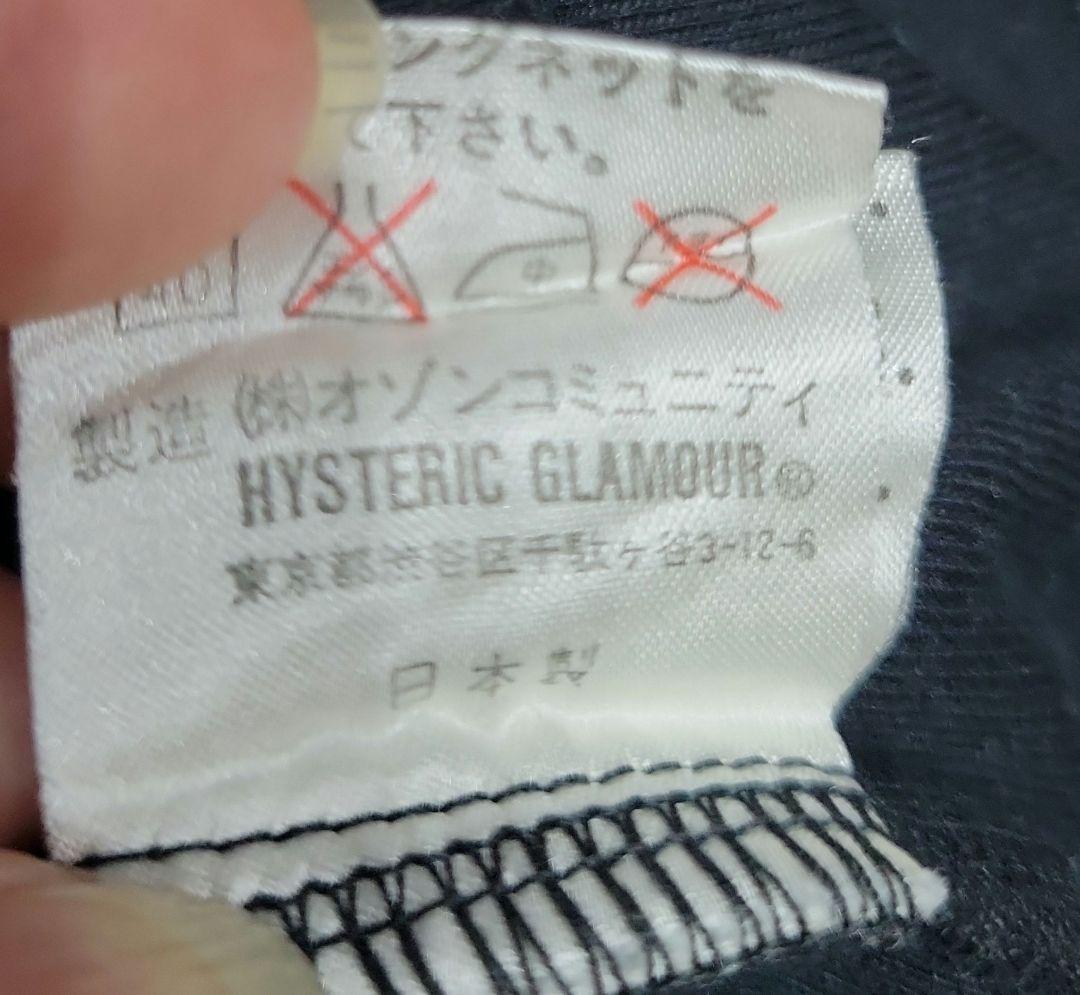 ングネットを
て下さい。
40 中
製造 ㈱オゾンコミュニティ
HYSTERIC GLAMOUR®
東京都渋谷区千駄ヶ谷3-12-6
日本製